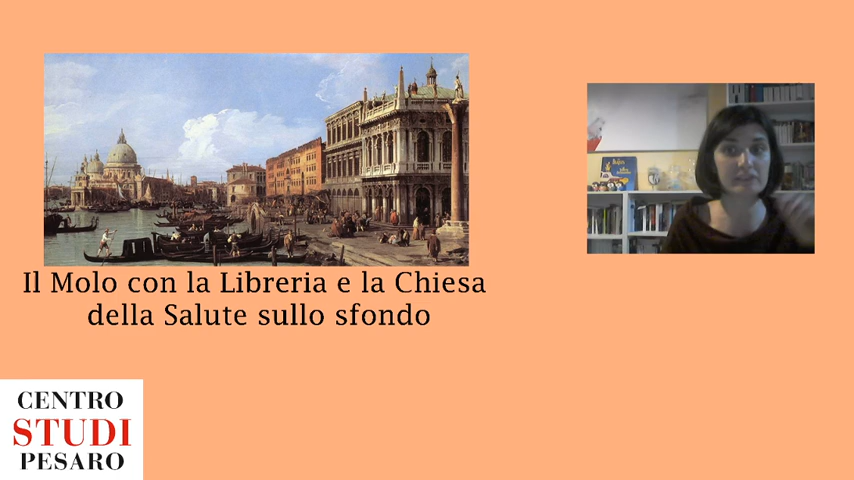 Il Molo con la Libreria e la Chiesa
della Salute sullo sfondo
CENTRO
STUDI
PESARO